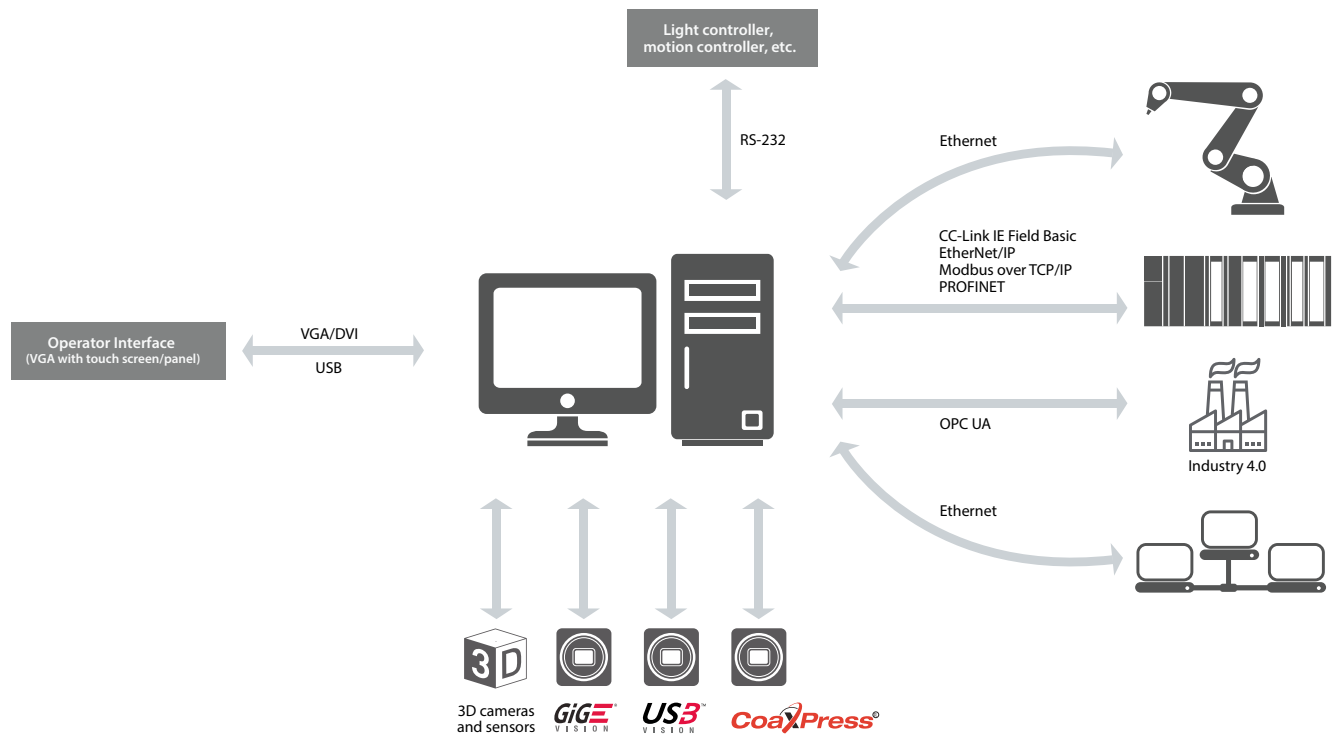 Light controller,
motion controller, etc.
RS-232
Ethernet
CC-Link IE Field Basic
EtherNet/IP
Modbus over TCP/IP
PROFINET
Operator Interface
(VGA with touch screen/panel)
VGA/DVI
USB
OPC UA
Industry 4.0
Ethernet
3D
3D cameras
and sensors
GiGE
VISION
USB3™
VISION
CoaXPress®